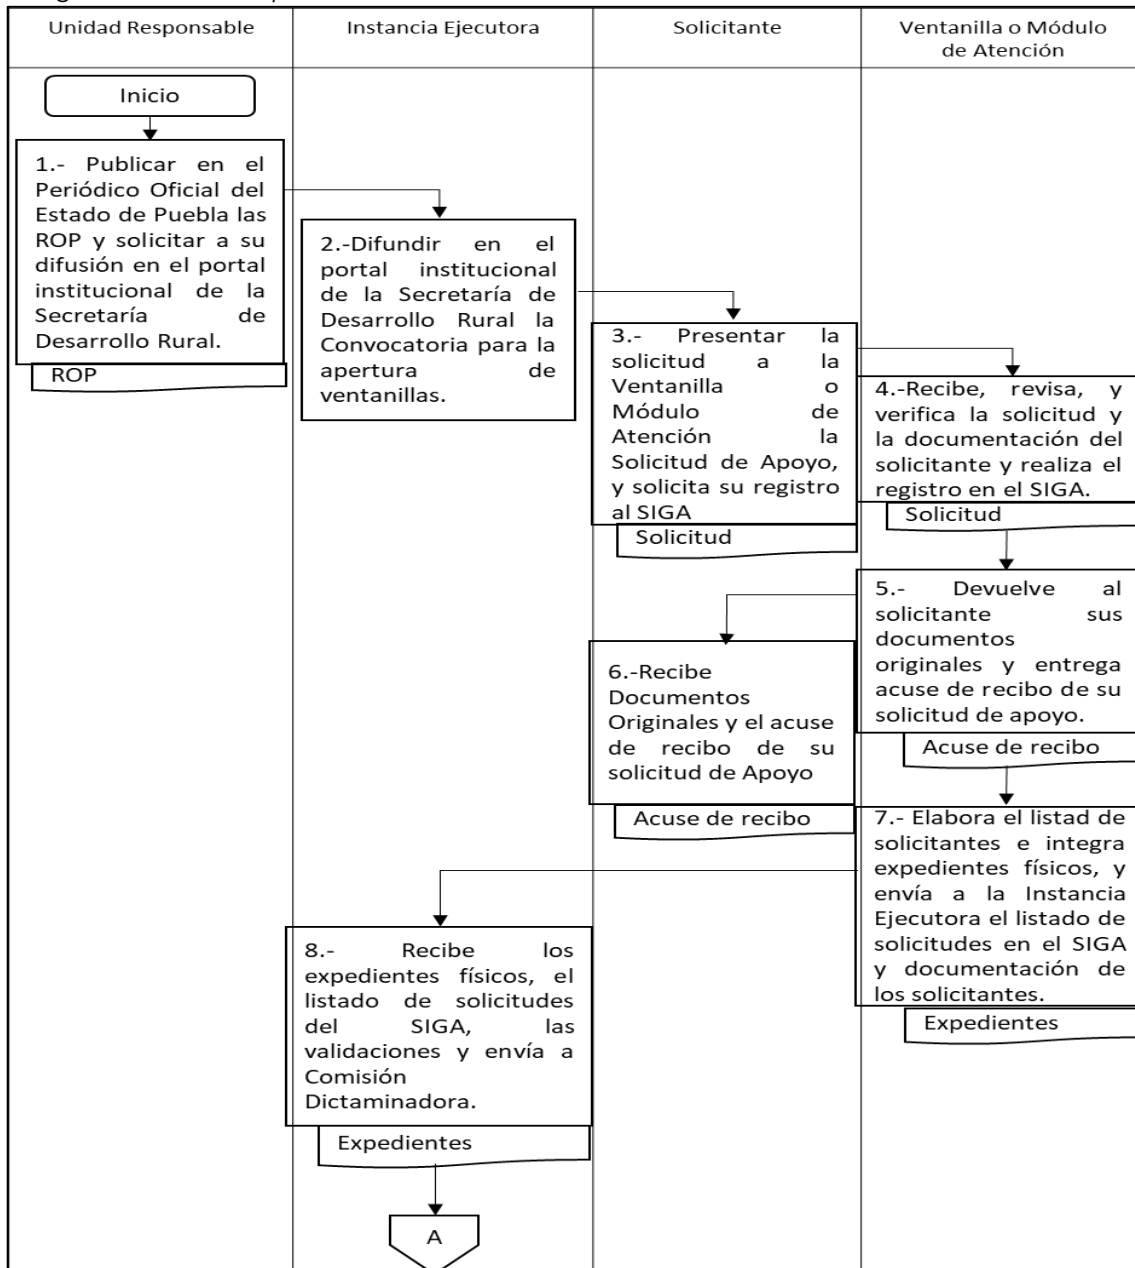 Unidad Responsable
Instancia Ejecutora
Solicitante
Ventanilla o Módulo
de Atención
Inicio
1.- Publicar en el
Periódico Oficial del
Estado de Puebla las
ROP y solicitar a su
difusión en el portal
institucional de la
Secretaría de
Desarrollo Rural.
ROP
2.-Difundir en el
portal institucional
de la Secretaría de
Desarrollo Rural la
Convocatoria para la
apertura de
ventanillas.
3.- Presentar la
solicitud a la
Ventanilla o
Módulo de
Atención la
Solicitud de Apoyo,
y solicita su registro
al SIGA
Solicitud
4.-Recibe, revisa, y
verifica la solicitud y
la documentación del
solicitante y realiza el
registro en el SIGA.
Solicitud
5.- Devuelve al
solicitante sus
documentos
originales y entrega
acuse de recibo de su
solicitud de apoyo.
Acuse de recibo
6.-Recibe
Documentos
Originales y el acuse
de recibo de su
solicitud de Apoyo
Acuse de recibo
7.- Elabora el listad de
solicitantes e integra
expedientes físicos, y
envía a la Instancia
Ejecutora el listado de
solicitudes en el SIGA
y documentación de
los solicitantes.
Expedientes
8.- Recibe los
expedientes físicos, el
listado de solicitudes
del SIGA, las
validaciones y envía a
Comisión
Dictaminadora.
Expedientes
A